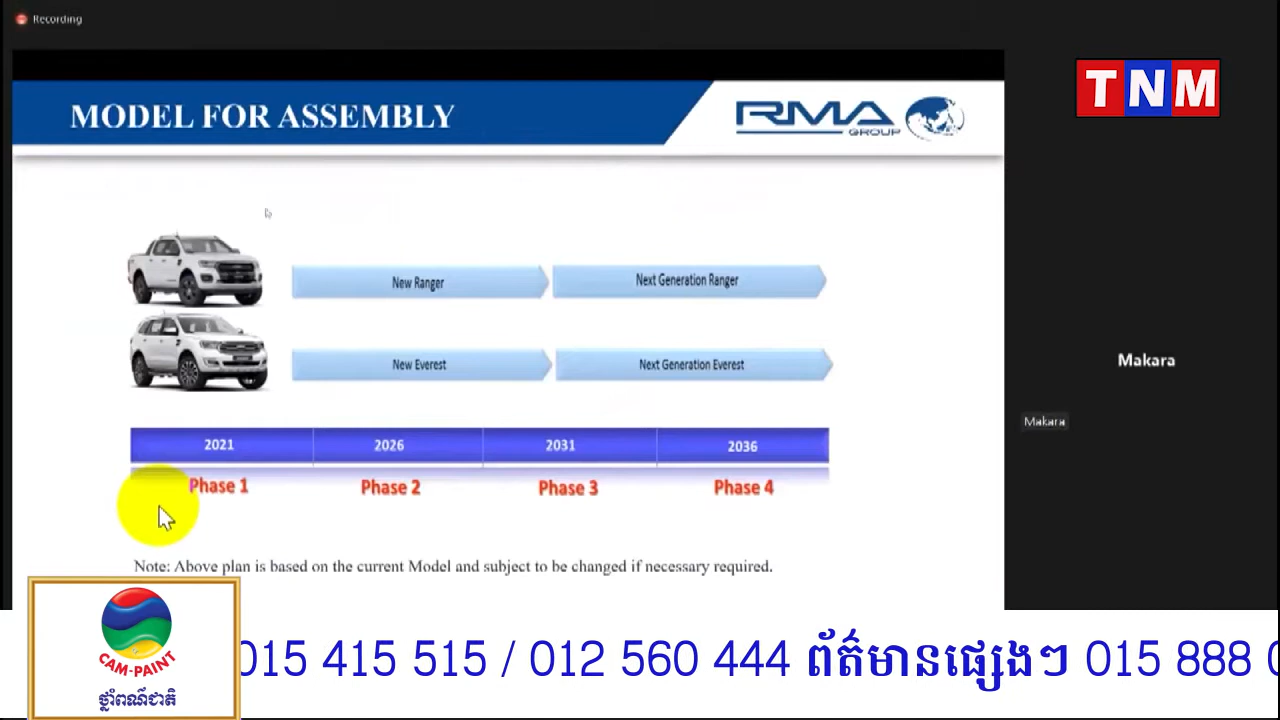 Recording
TNM
MODEL FOR ASSEMBLY
RMA
GROUP
New Ranger
Next Generation Ranger
New Everest
Next Generation Everest
2021
2026
2031
2036
Phase 1
Phase 2
Phase 3
Phase 4
Note: Above plan is based on the current Model and subject to be changed if necessary required.
Makara
Makara
CAM-PAINT
ថ្នាំពណ៌ជាតិ
015 415 515 / 012 560 444 ព័ត៌មានផ្សេងៗ 015 888